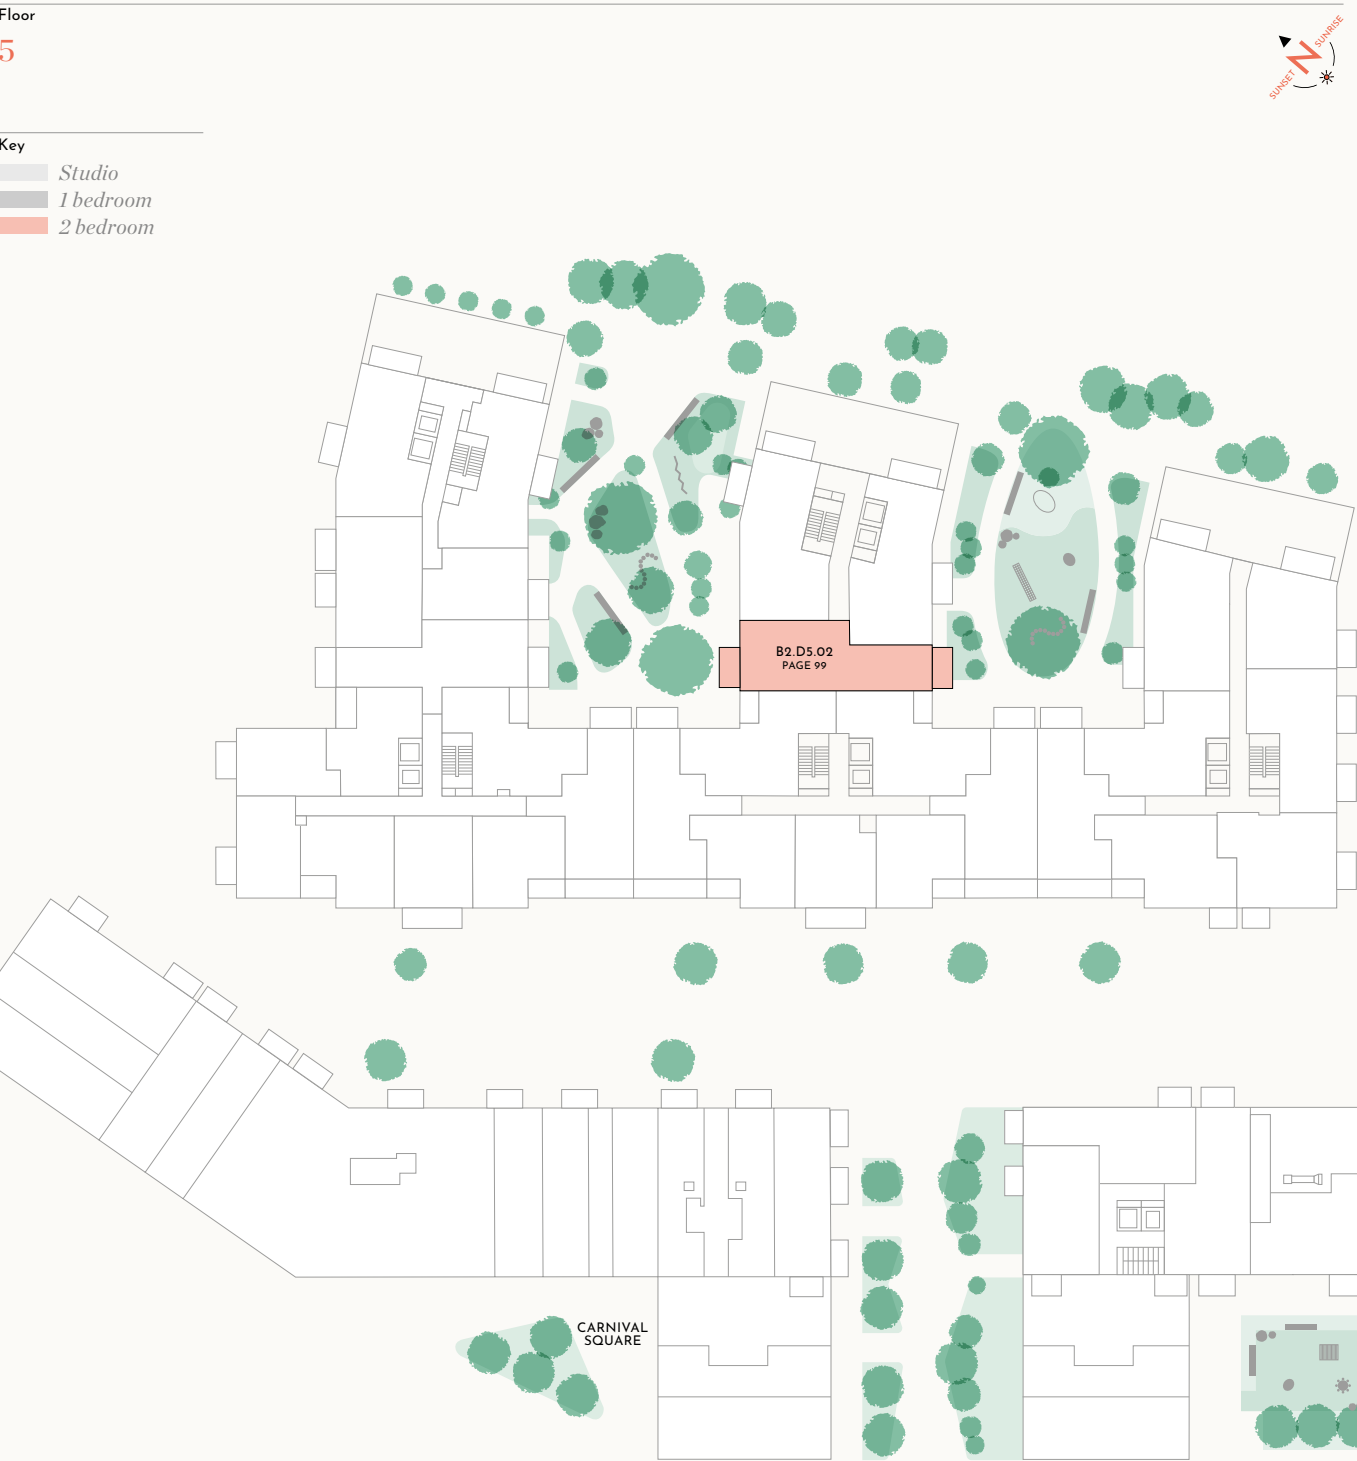 Floor
5
N
SUNRISE
SUNSET
Key
Studio
1 bedroom
2 bedroom
B2.D5.02
PAGE 99
CARNIVAL
SQUARE